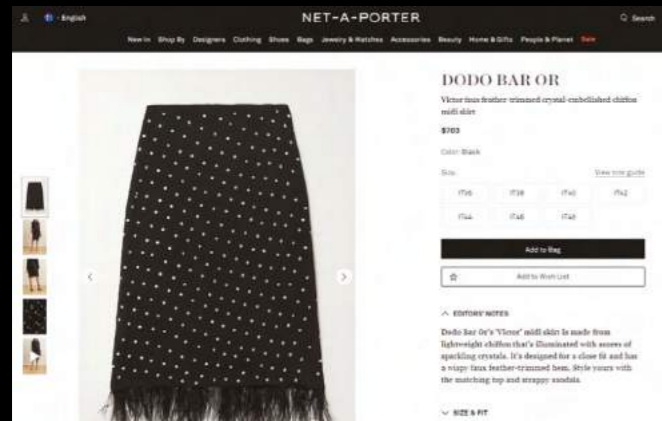 English
NET-A-PORTER
Search
New In Shop By Designers Clothing Shoes Bags Jewelry & Watches Accessories Beauty Home & Gifts People & Planet Sale
DODO BAR OR
Victor faux feather-trimmed crystal-embellished chiffon
midi skirt
$703
Color: Black
Size:
View size guide
IT36 IT38 IT40 IT42
IT44 IT46 IT48
Add to Bag
Add to Wish List
EDITORS' NOTES
Dodo Bar Or's 'Victor' midi skirt is made from
lightweight chiffon that's illuminated with scores of
sparkling crystals. It's designed for a close fit and has
a wispy faux feather-trimmed hem. Style yours with
the matching top and strappy sandals.
SIZE & FIT